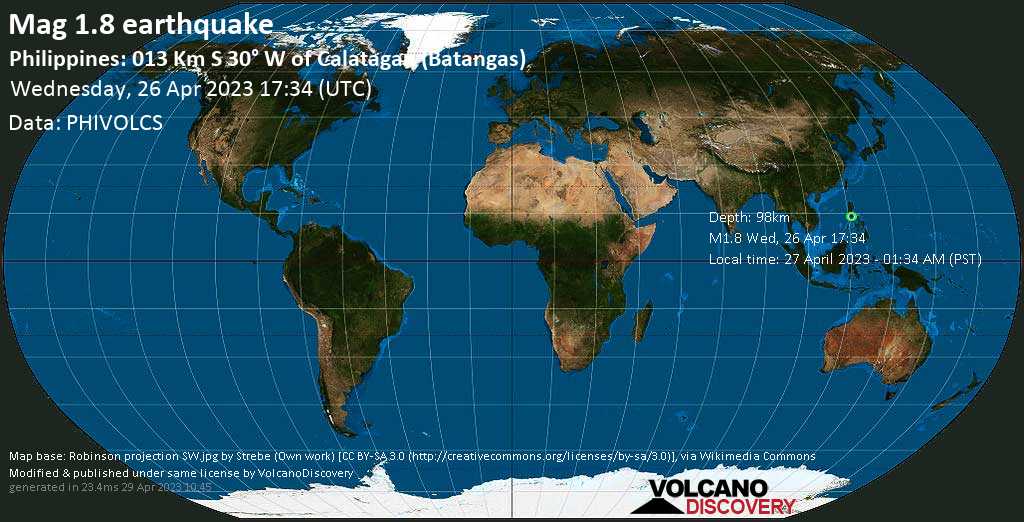 Mag 1.8 earthquake
Philippines: 013 Km S 30° W of Calatagan (Batangas)
Wednesday, 26 Apr 2023 17:34 (UTC)
Data: PHIVOLCS
Depth: 98km
M1.8 Wed, 26 Apr 17:34
Local time: 27 April 2023 - 01:34 AM (PST)
Map base: Robinson projection SW.jpg by Strebe (Own work) [CC BY-SA 3.0 (http://creativecommons.org/licenses/by-sa/3.0)], via Wikimedia Commons
Modified & published under same license by VolcanoDiscovery
generated in 23.4ms 29 Apr 2023 10:45
VOLCANO
DISCOVERY